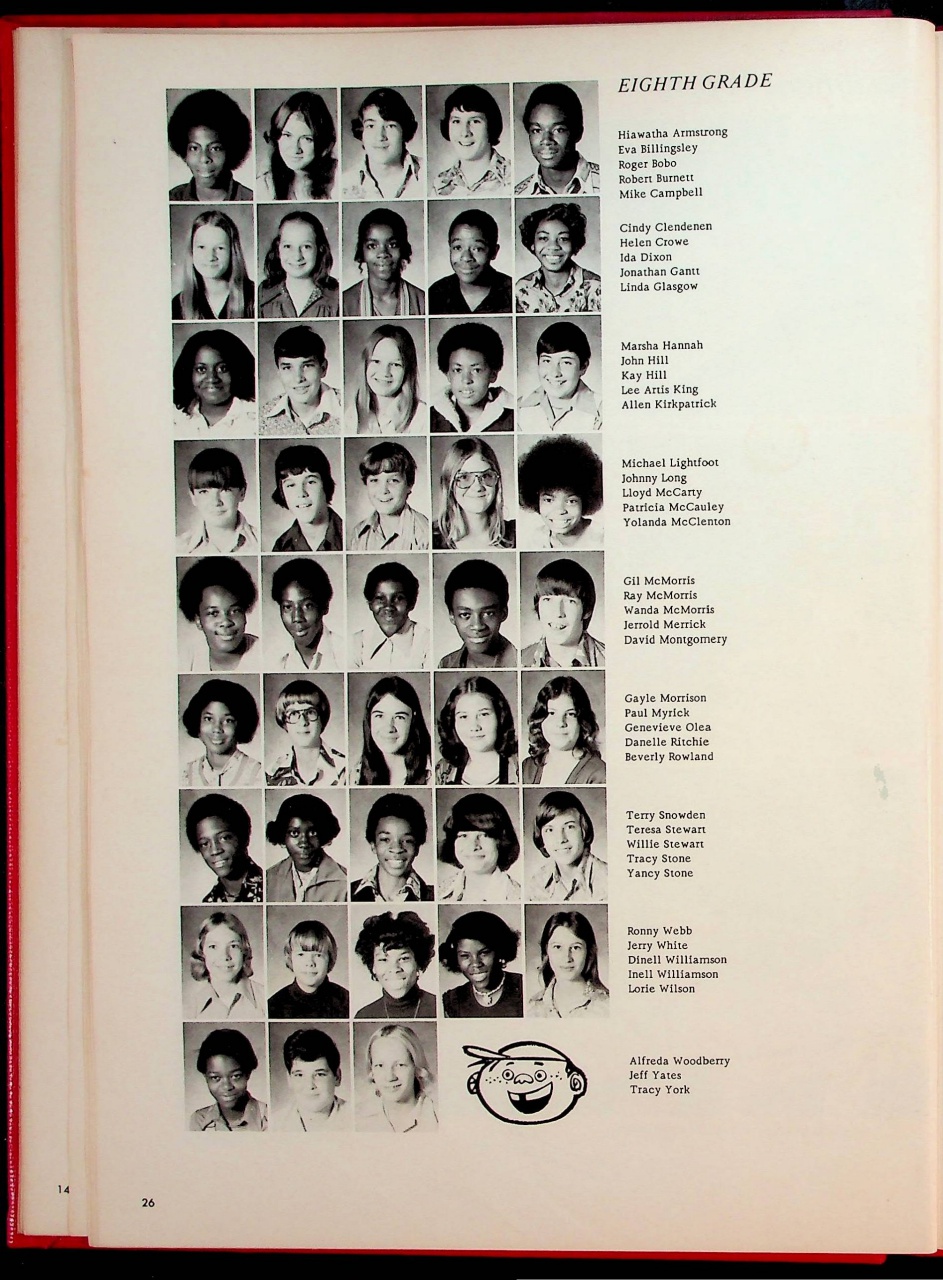 EIGHTH GRADE
Hiawatha Armstrong
Eva Billingsley
Roger Bobo
Robert Burnett
Mike Campbell
Cindy Clendenen
Helen Crowe
Ida Dixon
Jonathan Gantt
Linda Glasgow
Marsha Hannah
John Hill
Kay Hill
Lee Artis King
Allen Kirkpatrick
Michael Lightfoot
Johnny Long
Lloyd McCarty
Patricia McCauley
Yolanda McClenton
Gil McMorris
Ray McMorris
Wanda McMorris
Jerrold Merrick
David Montgomery
Gayle Morrison
Paul Myrick
Genevieve Olea
Danelle Ritchie
Beverly Rowland
Terry Snowden
Teresa Stewart
Willie Stewart
Tracy Stone
Yancy Stone
Ronny Webb
Jerry White
Dinell Williamson
Inell Williamson
Lorie Wilson
Alfreda Woodberry
Jeff Yates
Tracy York
14
26